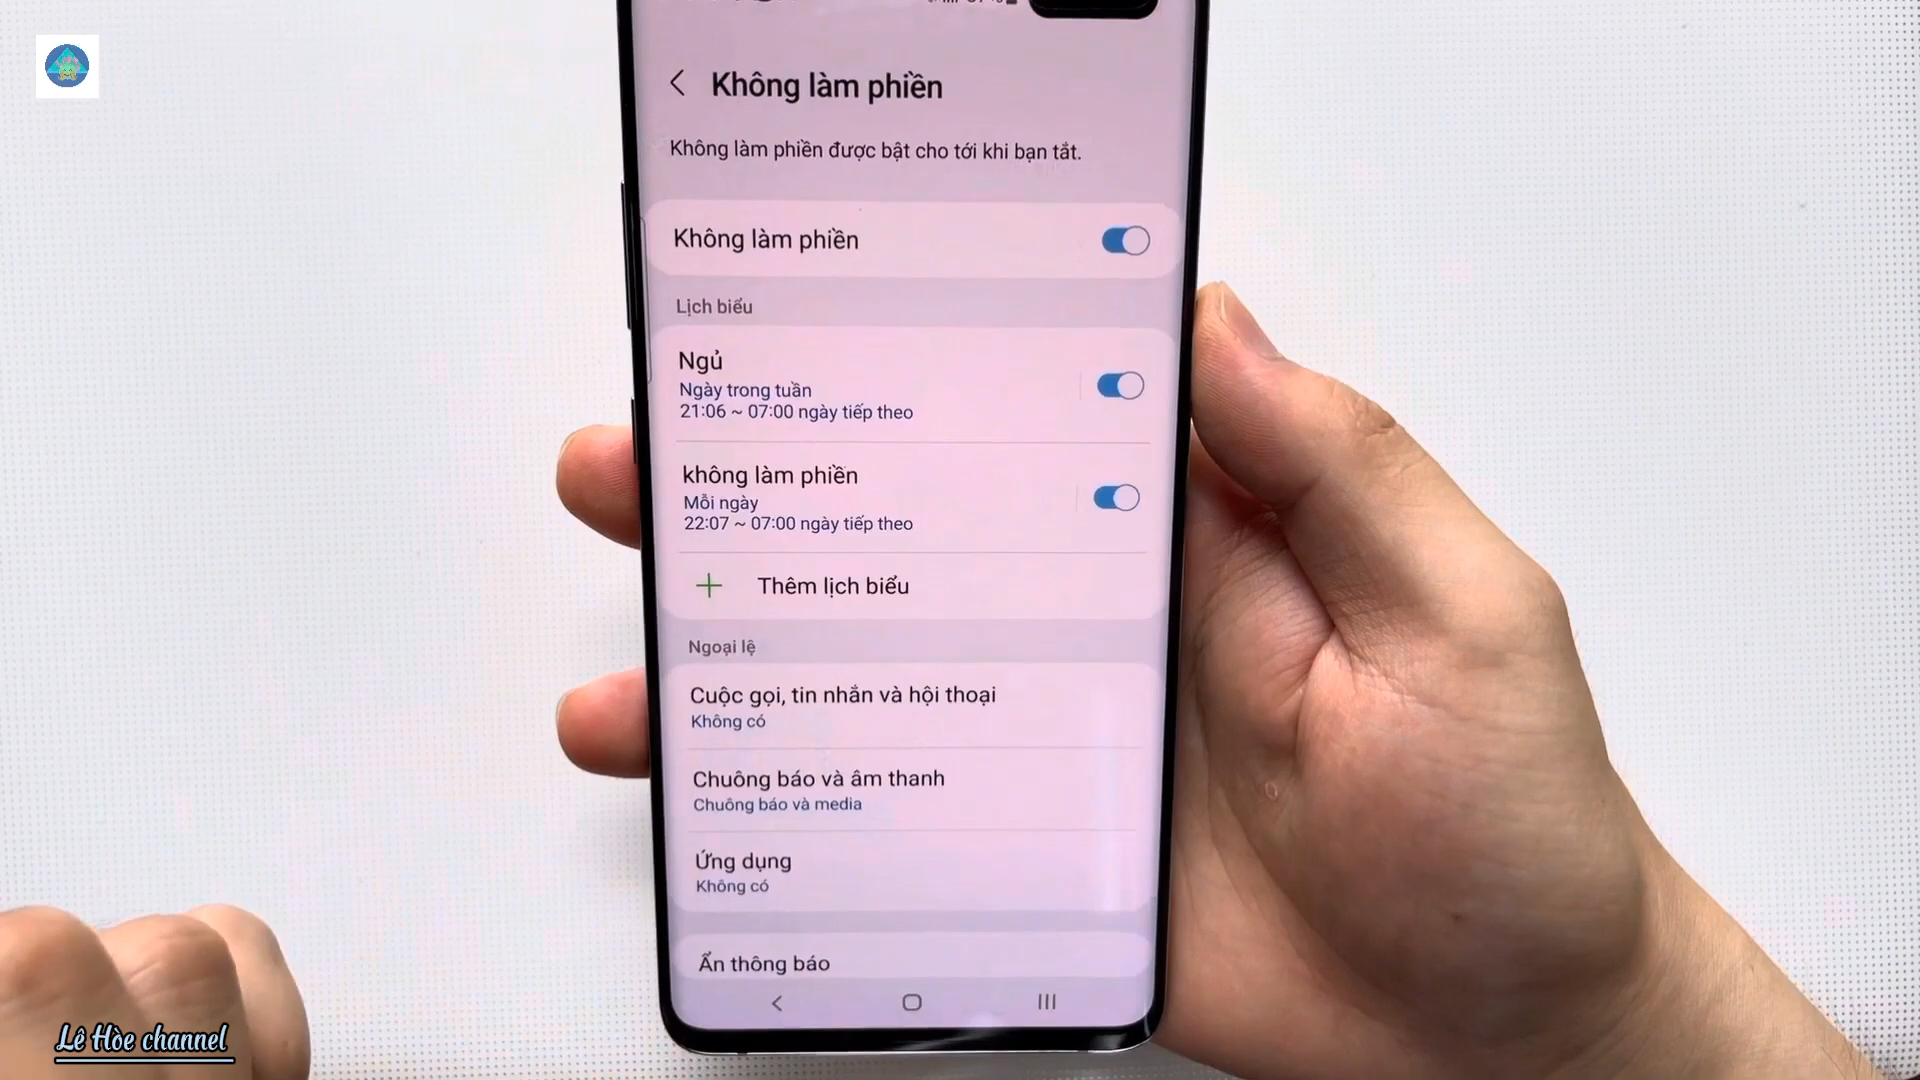 Không làm phiền
Không làm phiền được bật cho tới khi bạn tắt.
Không làm phiền
Lịch biểu
Ngủ
Ngày trong tuần
21:06 ~ 07:00 ngày tiếp theo
không làm phiền
Mỗi ngày
22:07 ~ 07:00 ngày tiếp theo
Thêm lịch biểu
Ngoại lệ
Cuộc gọi, tin nhắn và hội thoại
Không có
Chuông báo và âm thanh
Chuông báo và media
Ứng dụng
Không có
Ẩn thông báo
Lê Hòe channel